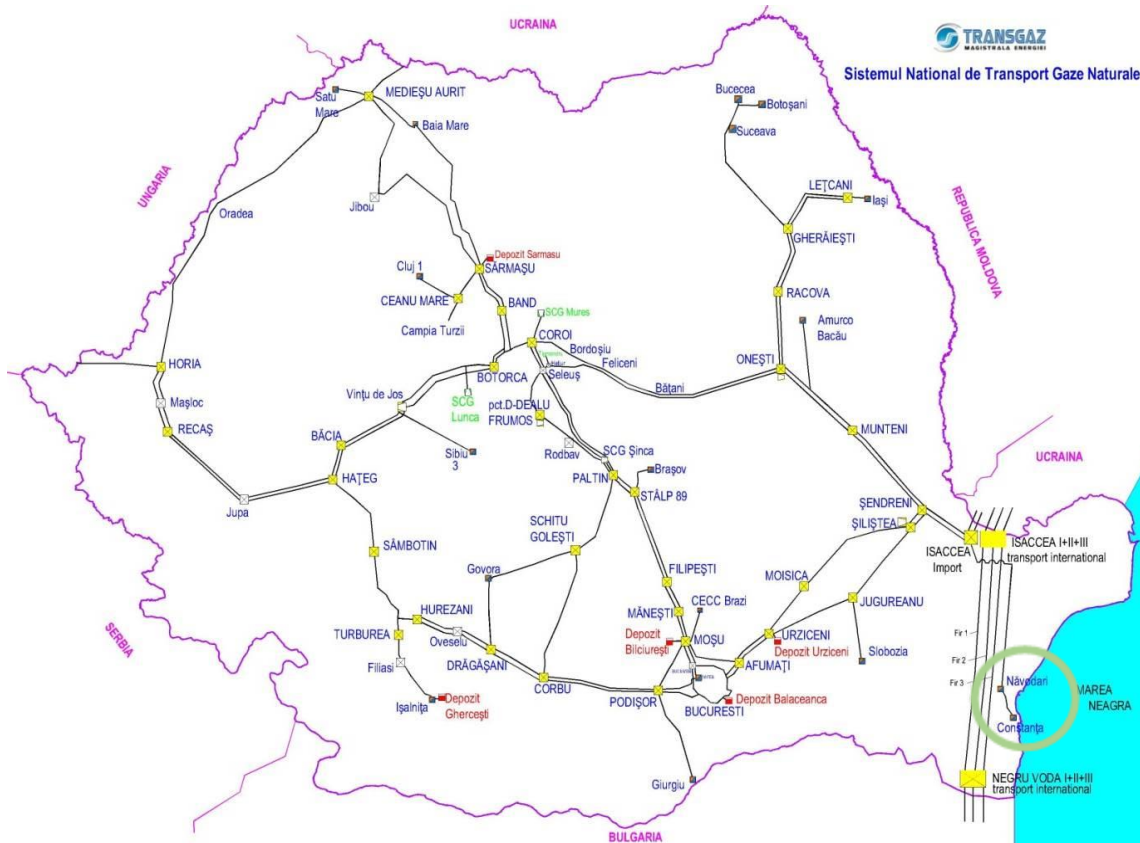 UCRAINA
TRANSGAZ
MAGISTRALA ENERGIEI
Sistemul National de Transport Gaze Naturale
Satu
Mare
MEDIEŞU AURIT
Baia Mare
Bucecea
Botoşani
Suceava
UNGARIA
Oradea
Jibou
LEŢCANI
Iaşi
GHERĂIEŞTI
REPUBLICA MOLDOVA
Cluj 1
Depozit Sarmasu
SĂRMAŞU
CEANU MARE
BAND
Campia Turzii
RACOVA
SCG Mures
COROI
Bordoşiu
Amurco
Bacău
HORIA
Feliceni
ONEŞTI
BOTORCA
Seleuş
Maşloc
Vinţu de Jos
SCG
Lunca
pct.D-DEALU
FRUMOS
Băţani
RECAŞ
BĂCIA
Sibiu
3
Rodbav
SCG Şinca
MUNTENI
HAŢEG
PALTIN
Braşov
STÂLP 89
UCRAINA
Jupa
ŞENDRENI
ŞILIŞTEA
SCHITU
GOLEŞTI
ISACCEA
Import
ISACCEA I+II+III
transport international
SÂMBOTIN
Govora
FILIPEŞTI
MOISICA
CECC Brazi
JUGUREANU
MĂNEŞTI
HUREZANI
TURBUREA
Oveselu
Depozit
Bilciureşti
MOŞU
URZICENI
Depozit Urziceni
Fir 1
SERBIA
Filiasi
DRĂGĂŞANI
AFUMAŢI
Slobozia
Fir 2
Fir 3
Năvodari
MAREA
NEAGRA
Işalniţa
Depozit
Gherceşti
CORBU
PODIŞOR
BUCURESTI
Depozit Balaceanca
Constanţa
Giurgiu
NEGRU VODA I+II+III
transport international
BULGARIA